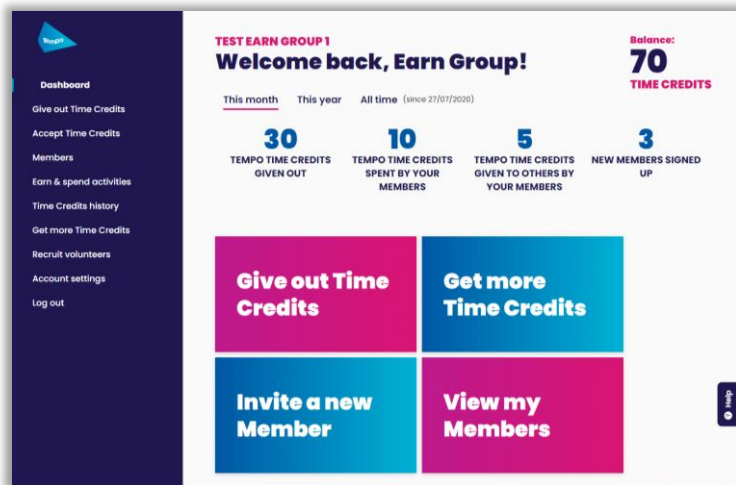 Tempo
Dashboard
Give out Time Credits
Accept Time Credits
Members
Earn & spend activities
Time Credits history
Get more Time Credits
Recruit volunteers
Account settings
Log out
TEST EARN GROUP 1
Welcome back, Earn Group!
Balance:
70
TIME CREDITS
This month This year All time (since 27/07/2020)
30
TEMPO TIME CREDITS
GIVEN OUT
10
TEMPO TIME CREDITS
SPENT BY YOUR
MEMBERS
5
TEMPO TIME CREDITS
GIVEN TO OTHERS BY
YOUR MEMBERS
3
NEW MEMBERS SIGNED
UP
Give out Time
Credits
Get more
Time Credits
Invite a new
Member
View my
Members
? Help